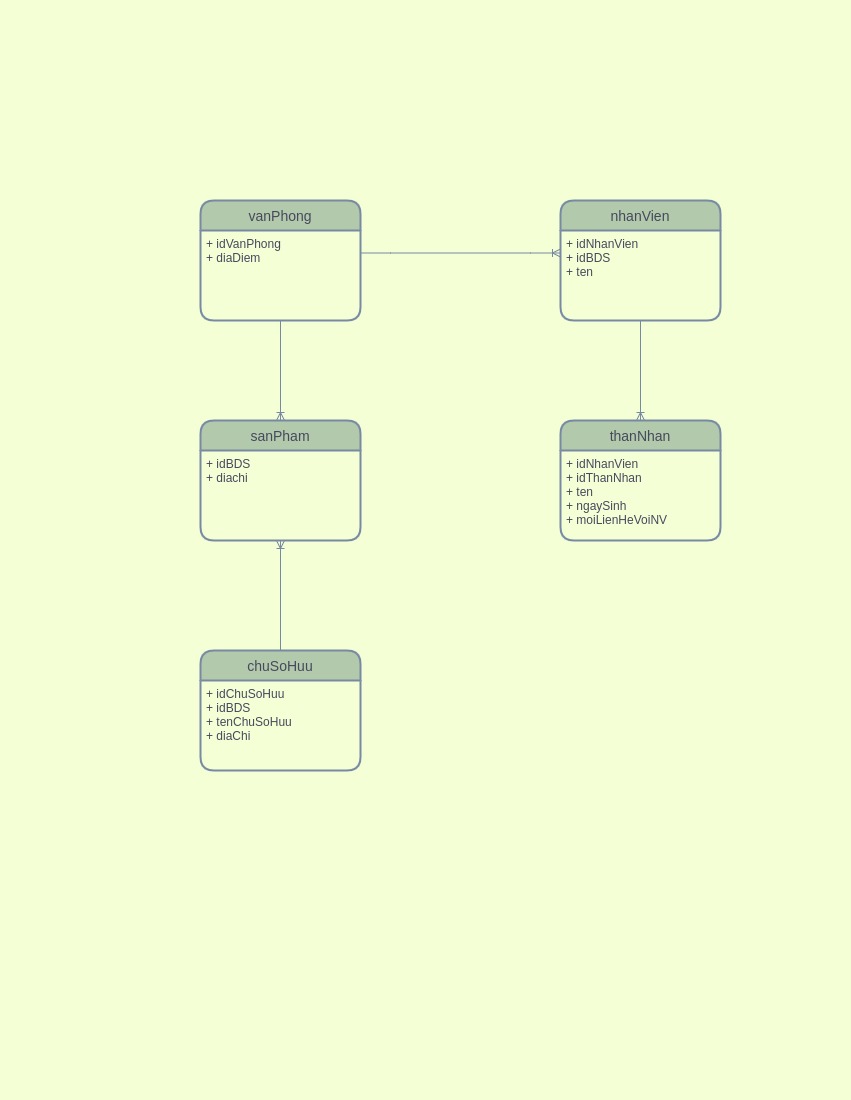 vanPhong
+ idVanPhong
+ diaDiem
nhanVien
+ idNhanVien
+ idBDS
+ ten
sanPham
+ idBDS
+ diachi
thanNhan
+ idNhanVien
+ idThanNhan
+ ten
+ ngaySinh
+ moiLienHeVoiNV
chuSoHuu
+ idChuSoHuu
+ idBDS
+ tenChuSoHuu
+ diaChi